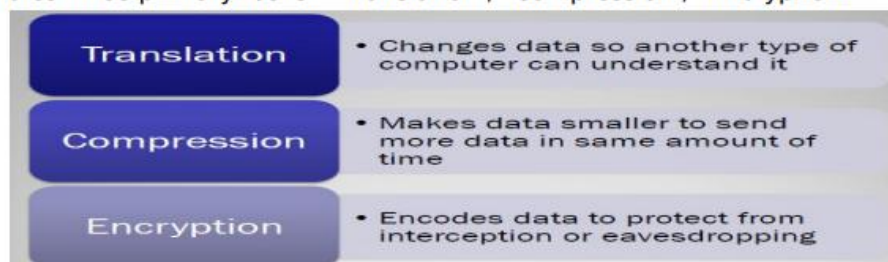 Translation
• Changes data so another type of
computer can understand it
Compression
• Makes data smaller to send
more data in same amount of
time
Encryption
• Encodes data to protect from
interception or eavesdropping